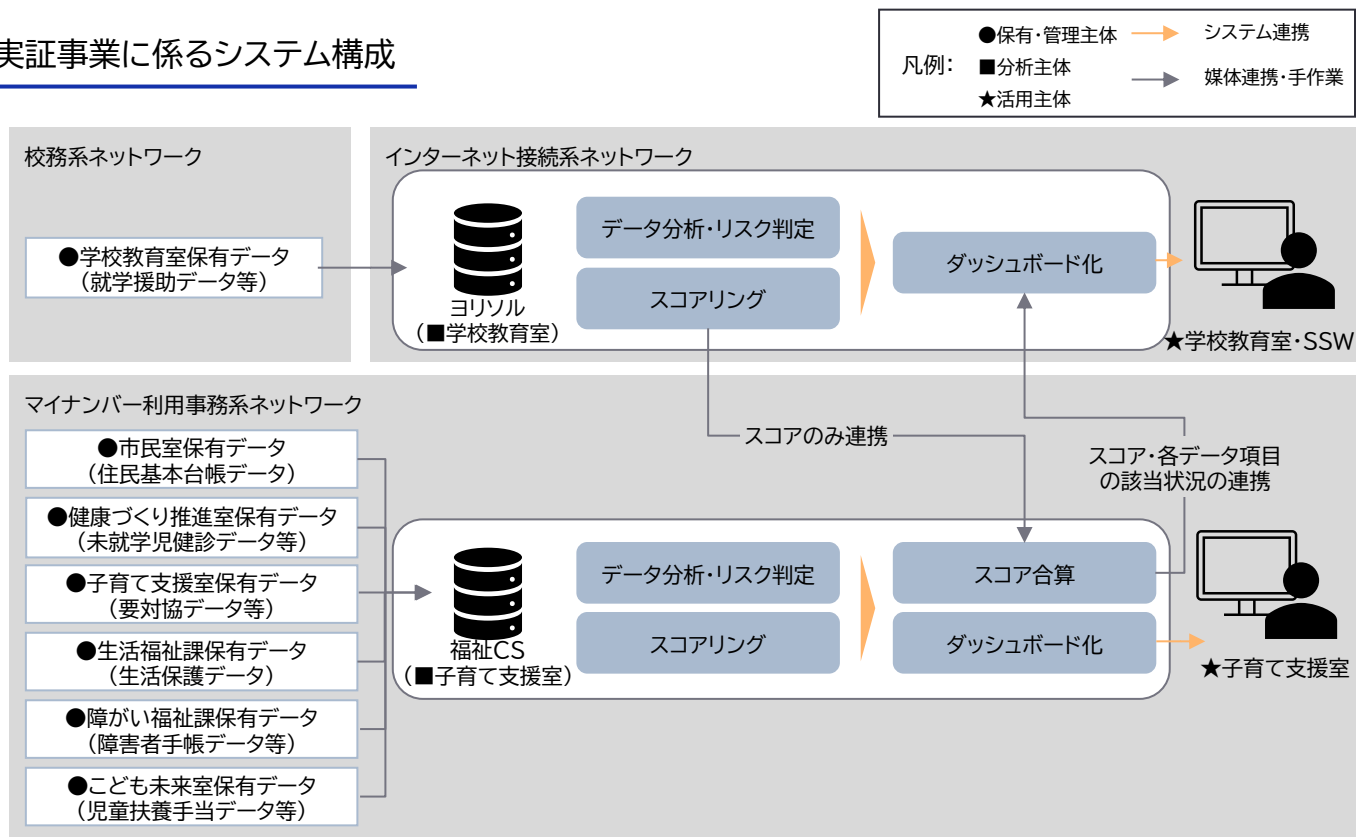 実証事業に係るシステム構成
凡例：
●保有・管理主体
■分析主体
★活用主体
システム連携
媒体連携・手作業
校務系ネットワーク
●学校教育室保有データ
（就学援助データ等）
インターネット接続系ネットワーク
ヨリソル
（■学校教育室）
データ分析・リスク判定
スコアリング
ダッシュボード化
★学校教育室・SSW
マイナンバー利用事務系ネットワーク
●市民室保有データ
（住民基本台帳データ）
●健康づくり推進室保有データ
（未就学児健診データ等）
●子育て支援室保有データ
（要対協データ等）
●生活福祉課保有データ
（生活保護データ）
●障がい福祉課保有データ
（障害者手帳データ等）
●こども未来室保有データ
（児童扶養手当データ等）
スコアのみ連携
スコア・各データ項目
の該当状況の連携
福祉CS
（■子育て支援室）
データ分析・リスク判定
スコアリング
スコア合算
ダッシュボード化
★子育て支援室